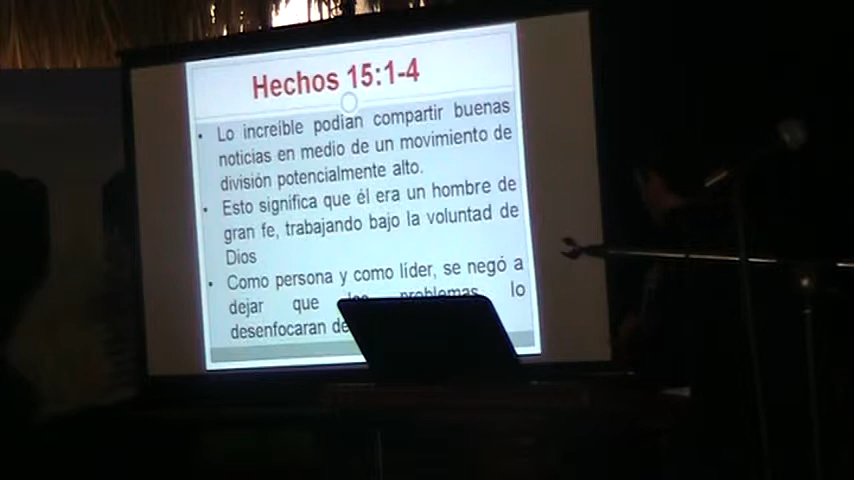 Hechos 15:1-4
• Lo increíble podían compartir buenas
noticias en medio de un movimiento de
división potencialmente alto.
• Esto significa que él era un hombre de
gran fe, trabajando bajo la voluntad de
Dios
• Como persona y como líder, se negó a
dejar que los problemas lo
desenfocaran de